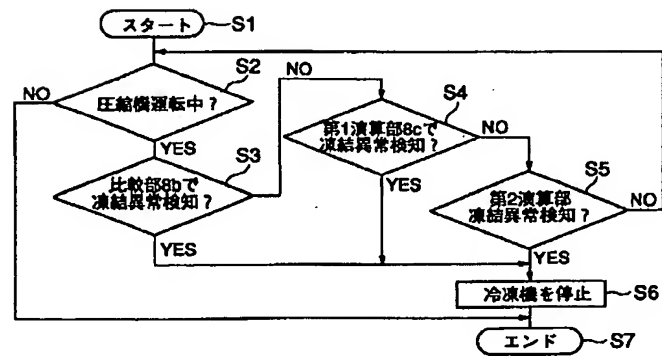 スタート S1
S2
NO 圧縮機運転中？
YES
NO
S3
比較部8bで
凍結異常検知？
YES
S4
第1演算部8cで
凍結異常検知？
NO
YES
S5
第2演算部
凍結異常検知？
NO
YES
冷凍機を停止 S6
エンド S7